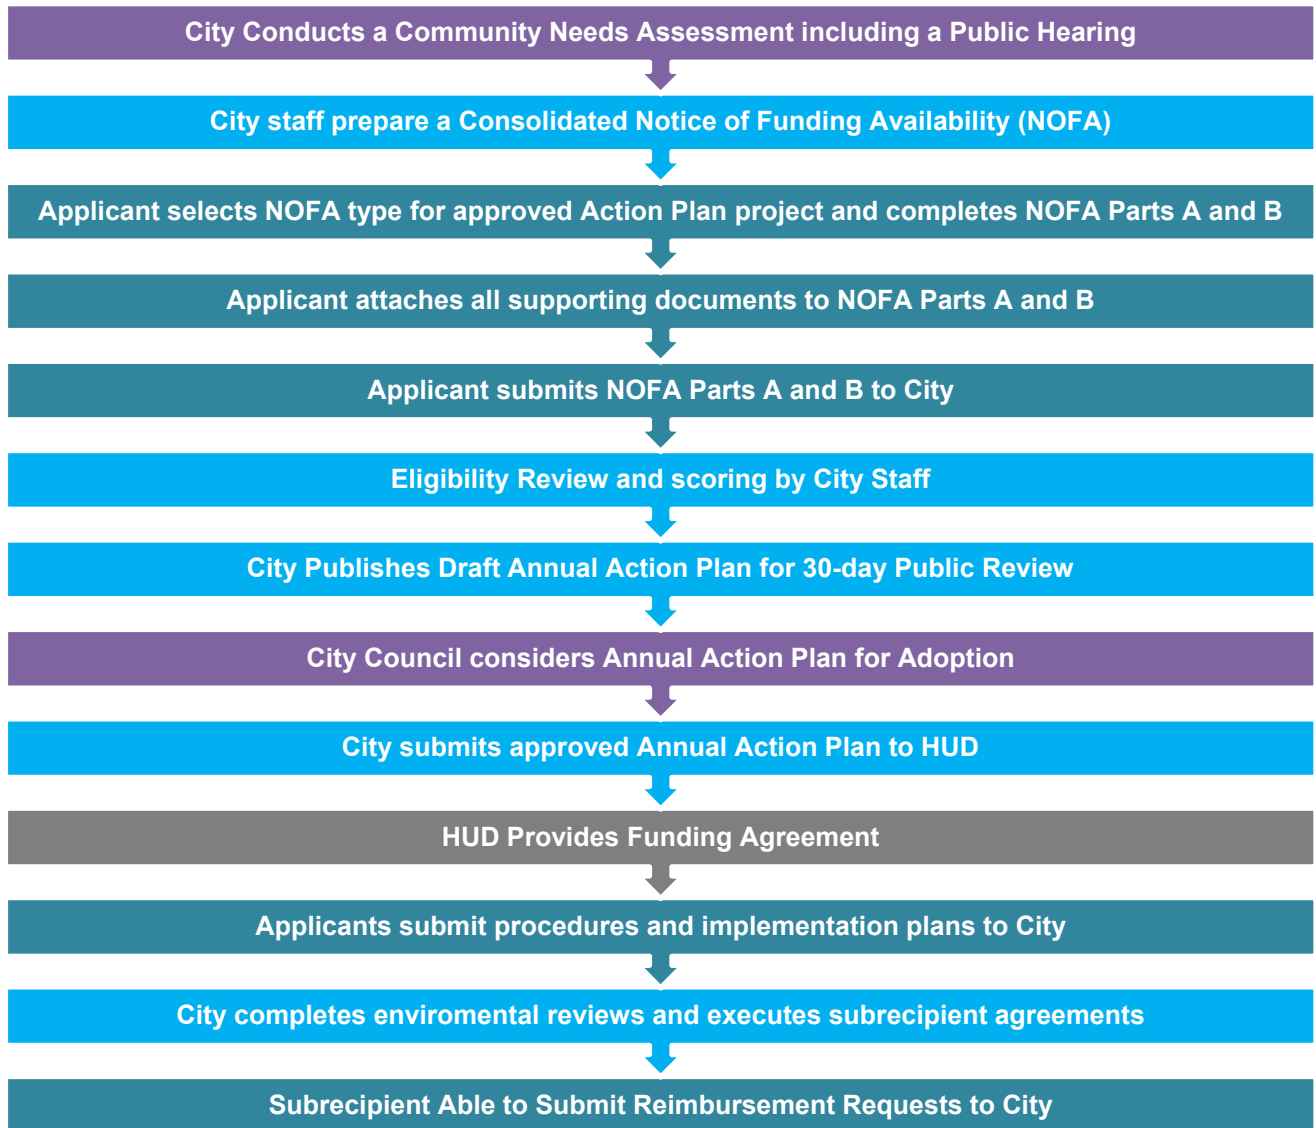 City Conducts a Community Needs Assessment including a Public Hearing
City staff prepare a Consolidated Notice of Funding Availability (NOFA)
Applicant selects NOFA type for approved Action Plan project and completes NOFA Parts A and B
Applicant attaches all supporting documents to NOFA Parts A and B
Applicant submits NOFA Parts A and B to City
Eligibility Review and scoring by City Staff
City Publishes Draft Annual Action Plan for 30-day Public Review
City Council considers Annual Action Plan for Adoption
City submits approved Annual Action Plan to HUD
HUD Provides Funding Agreement
Applicants submit procedures and implementation plans to City
City completes enviromental reviews and executes subrecipient agreements
Subrecipient Able to Submit Reimbursement Requests to City